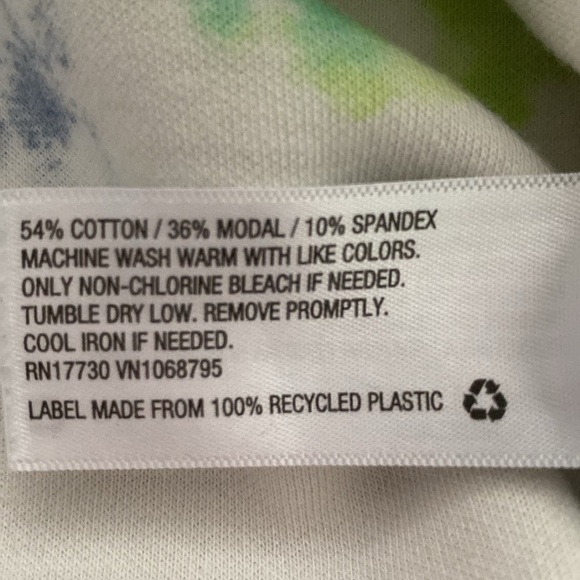 54% COTTON / 36% MODAL / 10% SPANDEX
MACHINE WASH WARM WITH LIKE COLORS.
ONLY NON-CHLORINE BLEACH IF NEEDED.
TUMBLE DRY LOW. REMOVE PROMPTLY.
COOL IRON IF NEEDED.
RN17730 VN1068795
LABEL MADE FROM 100% RECYCLED PLASTIC